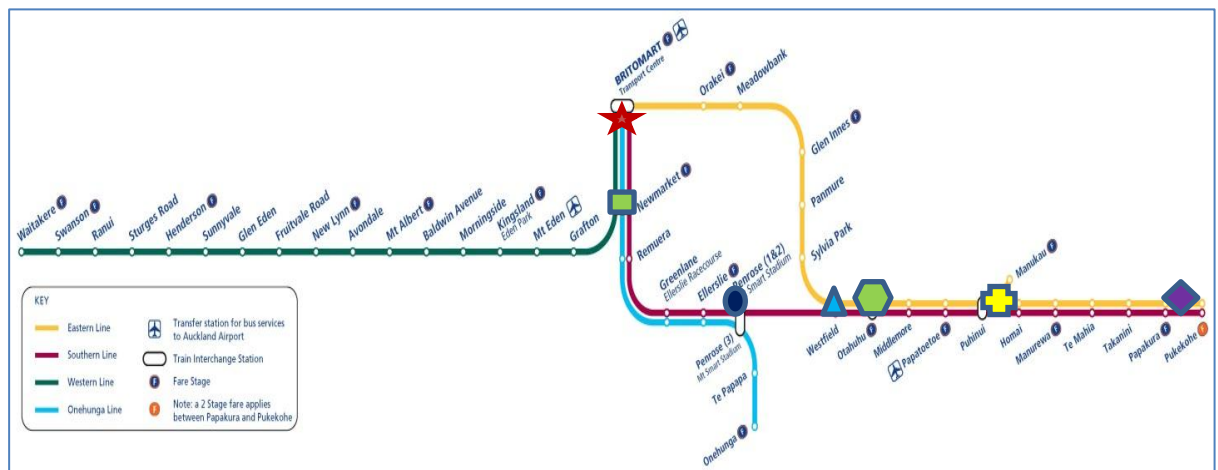 BRITOMART F
Transport Centre
Orakei F
Meadowbank
Glen Innes F
Panmure
Sylvia Park
Newmarket F
Remuera
Waitakere F
Swanson F
Ranui
Sturges Road
Henderson F
Sunnyvale
Glen Eden
Fruitvale Road
New Lynn F
Avondale
Mt Albert F
Baldwin Avenue
Morningside
Kingsland F
Eden Park
Mt Eden
Grafton
Greenlane
Ellerslie Racecourse
Ellerslie F
Penrose (1&2)
Smart Stadium
Penrose (3)
Mt Smart Stadium
Te Papapa
Onehunga F
Westfield
Otahuhu F
Middlemore
Papatoetoe F
Puhinui
Manukau F
Homai
Manurewa F
Te Mahia
Takanini
Papakura F
Pukekohe F
KEY
Eastern Line
Southern Line
Western Line
Onehunga Line
Transfer station for bus services
to Auckland Airport
Train Interchange Station
F Fare Stage
F Note: a 2 Stage fare applies
between Papakura and Pukekohe